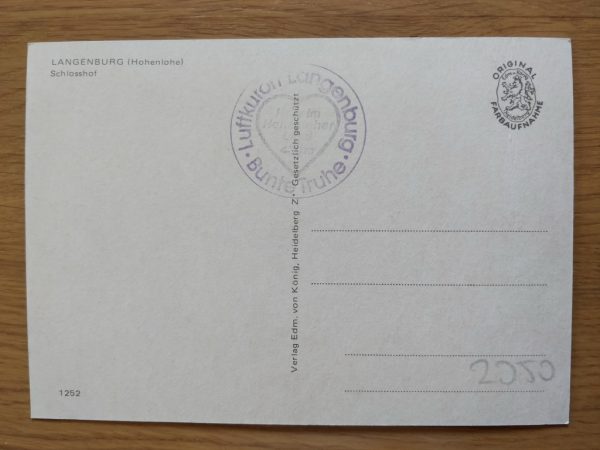 LANGENBURG (Hohenlohe)
Schlosshof
Luftkurort Langenburg
• Bunte Truhe •
ORIGINAL
FARBAUFNAHME
Verlag Edm. von König, Heidelberg Z•• Gesetzlich geschützt
1252
2050